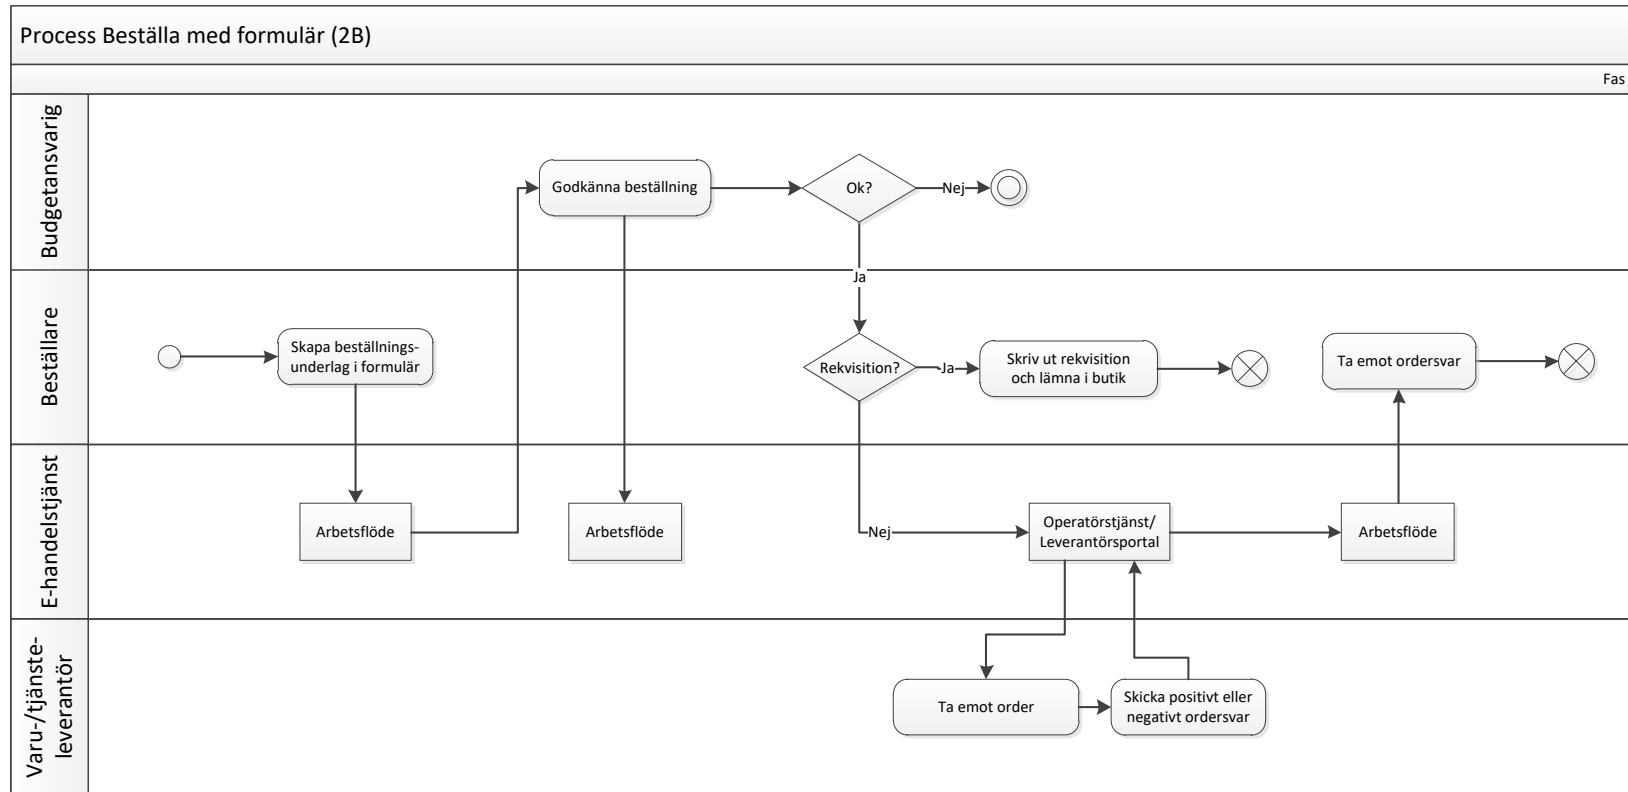 Process Beställa med formulär (2B)
Fas
Budgetansvarig
Godkänna beställning
Ok?
Nej
Ja
Beställare
Skapa beställnings-
underlag i formulär
Rekvisition?
Ja
Skriv ut rekvisition
och lämna i butik
Ta emot ordersvar
E-handelstjänst
Arbetsflöde
Arbetsflöde
Nej
Operatörstjänst/
Leverantörsportal
Arbetsflöde
Varu-/tjänste-
leverantör
Ta emot order
Skicka positivt eller
negativt ordersvar